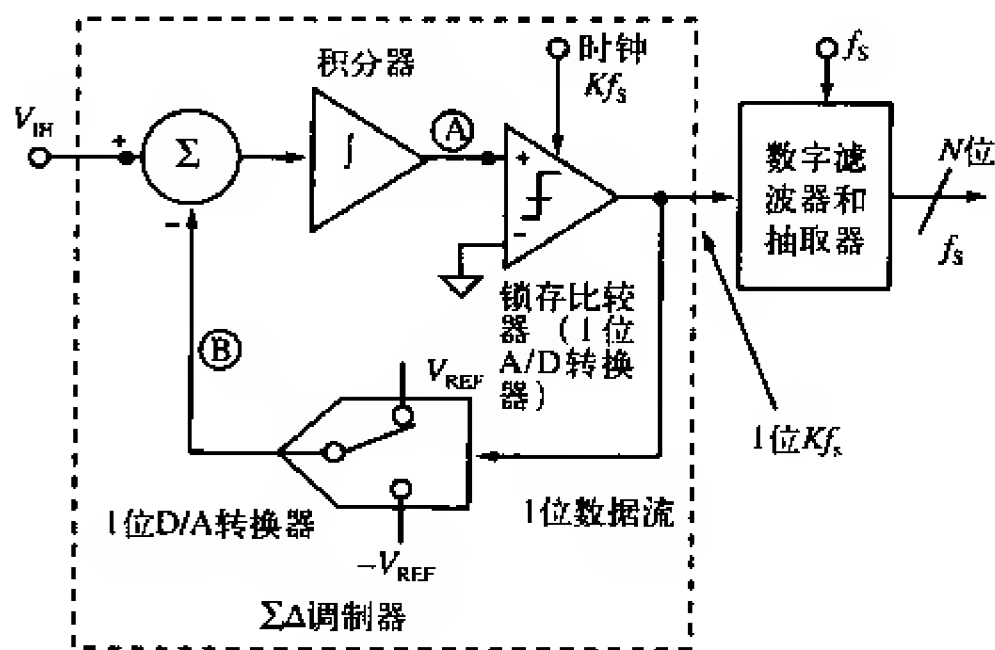 时钟
Kfs
fs
积分器
VIH
+
Σ
∫
A
+
−
−
数字滤
波器和
抽取器
N位
fs
锁存比较
器（1位
A/D转换
器）
B
VREF
1位Kfs
1位D/A转换器
1位数据流
−VREF
ΣΔ调制器